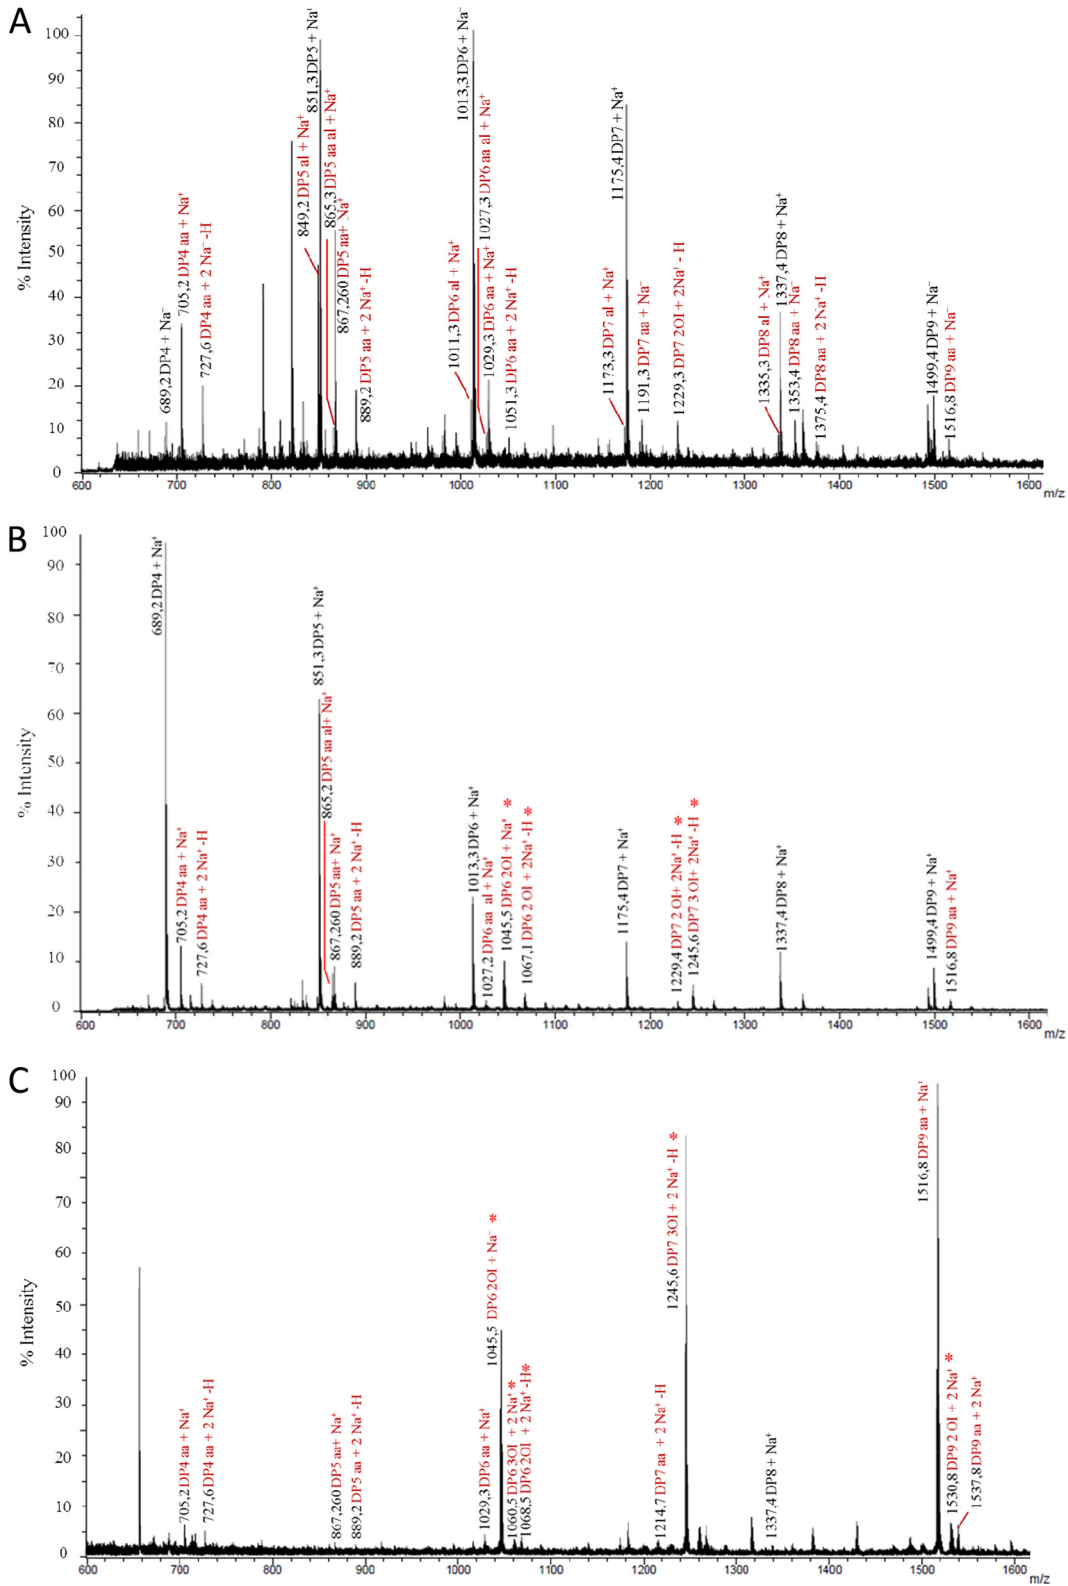 A
% Intensity
100
90
80
70
60
50
40
30
20
10
0
689,2 DP4 + Na⁻
705,2 DP4 aa + Na⁺
727,6 DP4 aa + 2 Na⁻ -H
849,2 DP5 al + Na⁺
851,3 DP5 + Na⁺
865,3 DP5 aa al + Na⁺
867,260 DP5 aa+ Na⁺
889,2 DP5 aa + 2 Na⁺ -H
1011,3 DP6 al + Na⁺
1013,3 DP6 + Na⁻
1027,3 DP6 aa al + Na⁺
1029,3 DP6 aa + Na⁺
1051,3 DP6 aa + 2 Na⁺ -H
1173,3 DP7 al + Na⁺
1175,4 DP7 + Na⁺
1191,3 DP7 aa + Na⁻
1229,3 DP7 2OI + 2Na⁺ - H
1335,3 DP8 al + Na⁺
1337,4 DP8 + Na⁺
1353,4 DP8 aa + Na⁻
1375,4 DP8 aa + 2 Na⁺ -H
1499,4 DP9 + Na⁻
1516,8 DP9 aa + Na⁻
600 700 800 900 1000 1100 1200 1300 1400 1500 1600
m/z
B
% Intensity
100
90
80
70
60
50
40
30
20
10
0
689,2 DP4 + Na⁺
705,2 DP4 aa + Na⁺
727,6 DP4 aa + 2 Na⁺ -H
851,3 DP5 + Na⁺
865,2 DP5 aa al+ Na⁺
867,260 DP5 aa+ Na⁺
889,2 DP5 aa + 2 Na⁺ -H
1013,3 DP6 + Na⁺
1027,2 DP6 aa al + Na⁺
1045,5 DP6 2OI + Na⁺ *
1067,1 DP6 2 OI + 2Na⁺ -H *
1175,4 DP7 + Na⁺
1229,4 DP7 2 OI+ 2Na⁺ -H *
1245,6 DP7 3 OI+ 2Na⁺ -H *
1337,4 DP8 + Na⁺
1499,4 DP9 + Na⁺
1516,8 DP9 aa + Na⁺
600 700 800 900 1000 1100 1200 1300 1400 1500 1600
m/z
C
% Intensity
100
90
80
70
60
50
40
30
20
10
0
705,2 DP4 aa + Na⁺
727,6 DP4 aa + 2 Na⁺ -H
867,260 DP5 aa+ Na⁺
889,2 DP5 aa + 2 Na⁺ -H
1029,3 DP6 aa + Na⁺
1045,5 DP6 2OI + Na⁻ *
1060,5 DP6 3OI + 2 Na⁺ *
1068,5 DP6 2OI + 2 Na⁺ -H*
1214,7 DP7 aa + 2 Na⁺ -H
1245,6 DP7 3OI + 2 Na⁺ -H *
1337,4 DP8 + Na⁺
1516,8 DP9 aa + Na⁺
1530,8 DP9 2 OI + 2 Na⁺ *
1537,8 DP9 aa + 2 Na⁺
600 700 800 900 1000 1100 1200 1300 1400 1500 1600
m/z